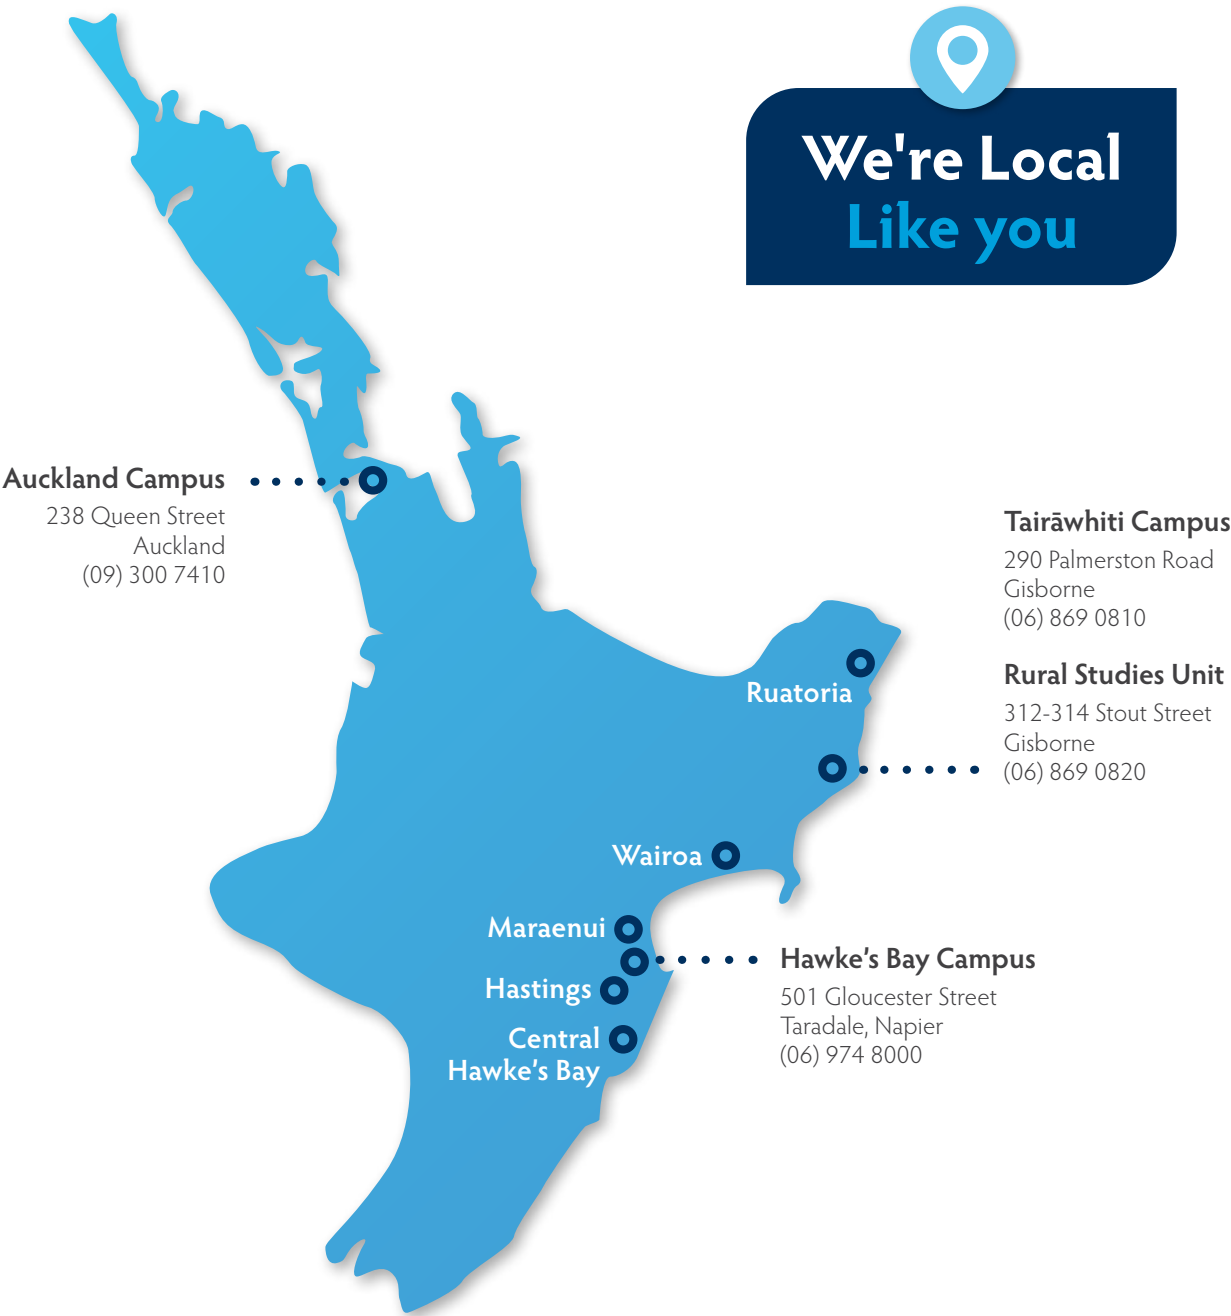 We're Local
Like you
Auckland Campus
238 Queen Street
Auckland
(09) 300 7410
Tairāwhiti Campus
290 Palmerston Road
Gisborne
(06) 869 0810
Rural Studies Unit
312-314 Stout Street
Gisborne
(06) 869 0820
Ruatoria
Wairoa
Maraenui
Hastings
Central
Hawke's Bay
Hawke's Bay Campus
501 Gloucester Street
Taradale, Napier
(06) 974 8000